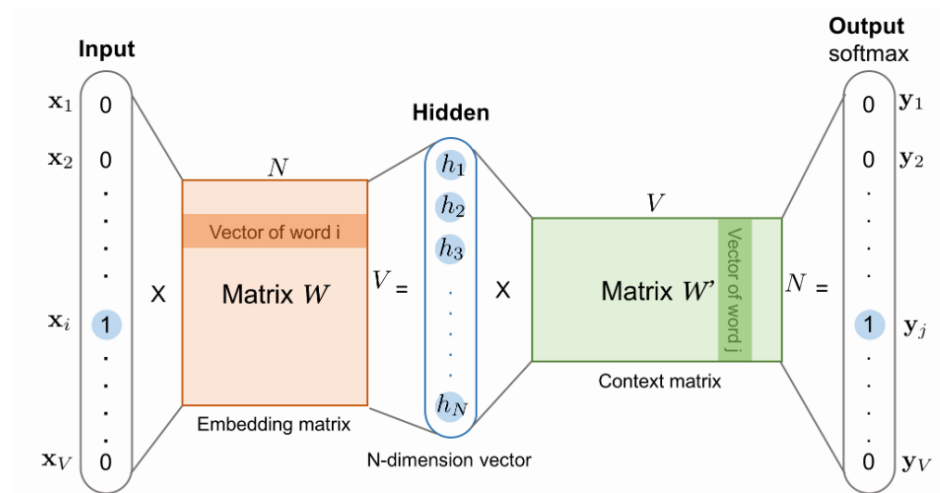 Input
x1 0
x2 0
xi 1
xV 0
X
N
Vector of word i
Matrix W
V =
Embedding matrix
Hidden
h1
h2
h3
hN
N-dimension vector
X
V
Matrix W'
Vector of word j
N =
Context matrix
Output
softmax
0 y1
0 y2
1 yj
0 yV